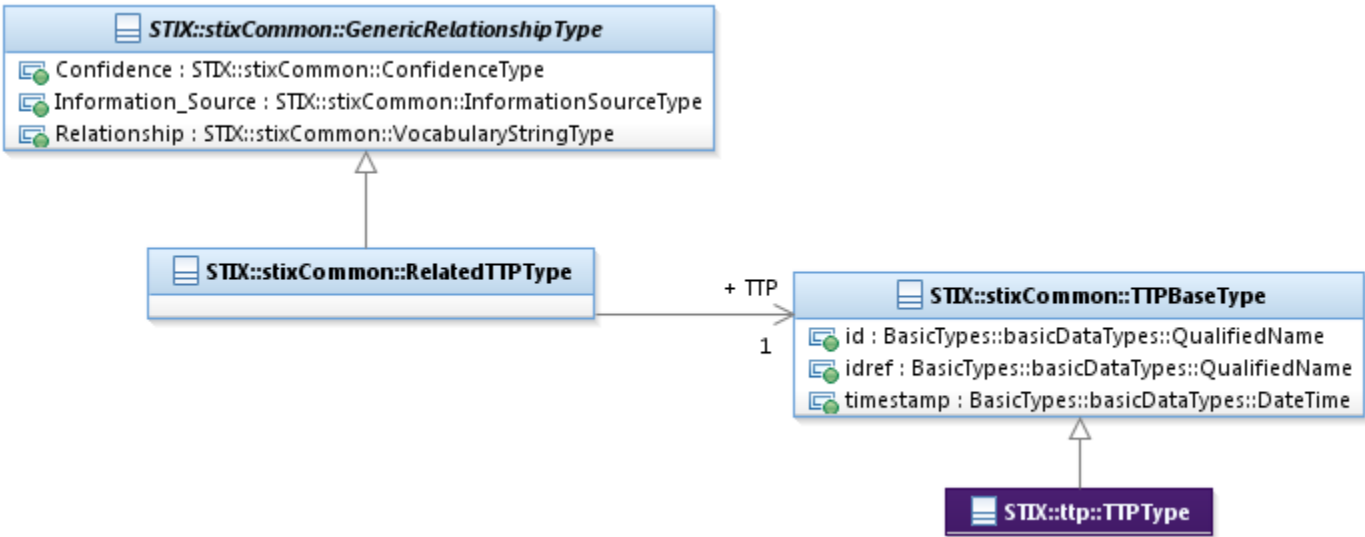 STIX::stixCommon::GenericRelationshipType
Confidence : STIX::stixCommon::ConfidenceType
Information_Source : STIX::stixCommon::InformationSourceType
Relationship : STIX::stixCommon::VocabularyStringType
STIX::stixCommon::RelatedTTPType
+ TTP
1
STIX::stixCommon::TTPBaseType
id : BasicTypes::basicDataTypes::QualifiedName
idref : BasicTypes::basicDataTypes::QualifiedName
timestamp : BasicTypes::basicDataTypes::DateTime
STIX::ttp::TTPType